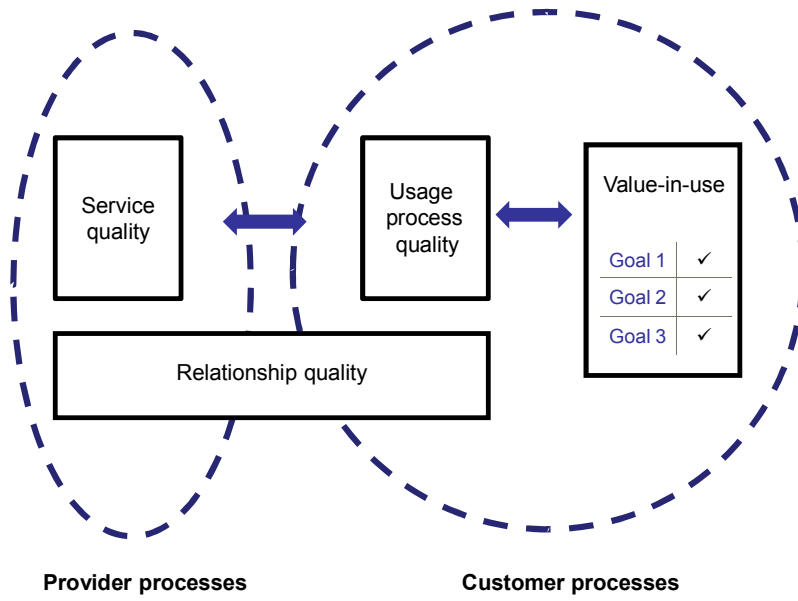 Service
quality
Usage
process
quality
Value-in-use
Goal 1 ✓
Goal 2 ✓
Goal 3 ✓
Relationship quality
Provider processes
Customer processes